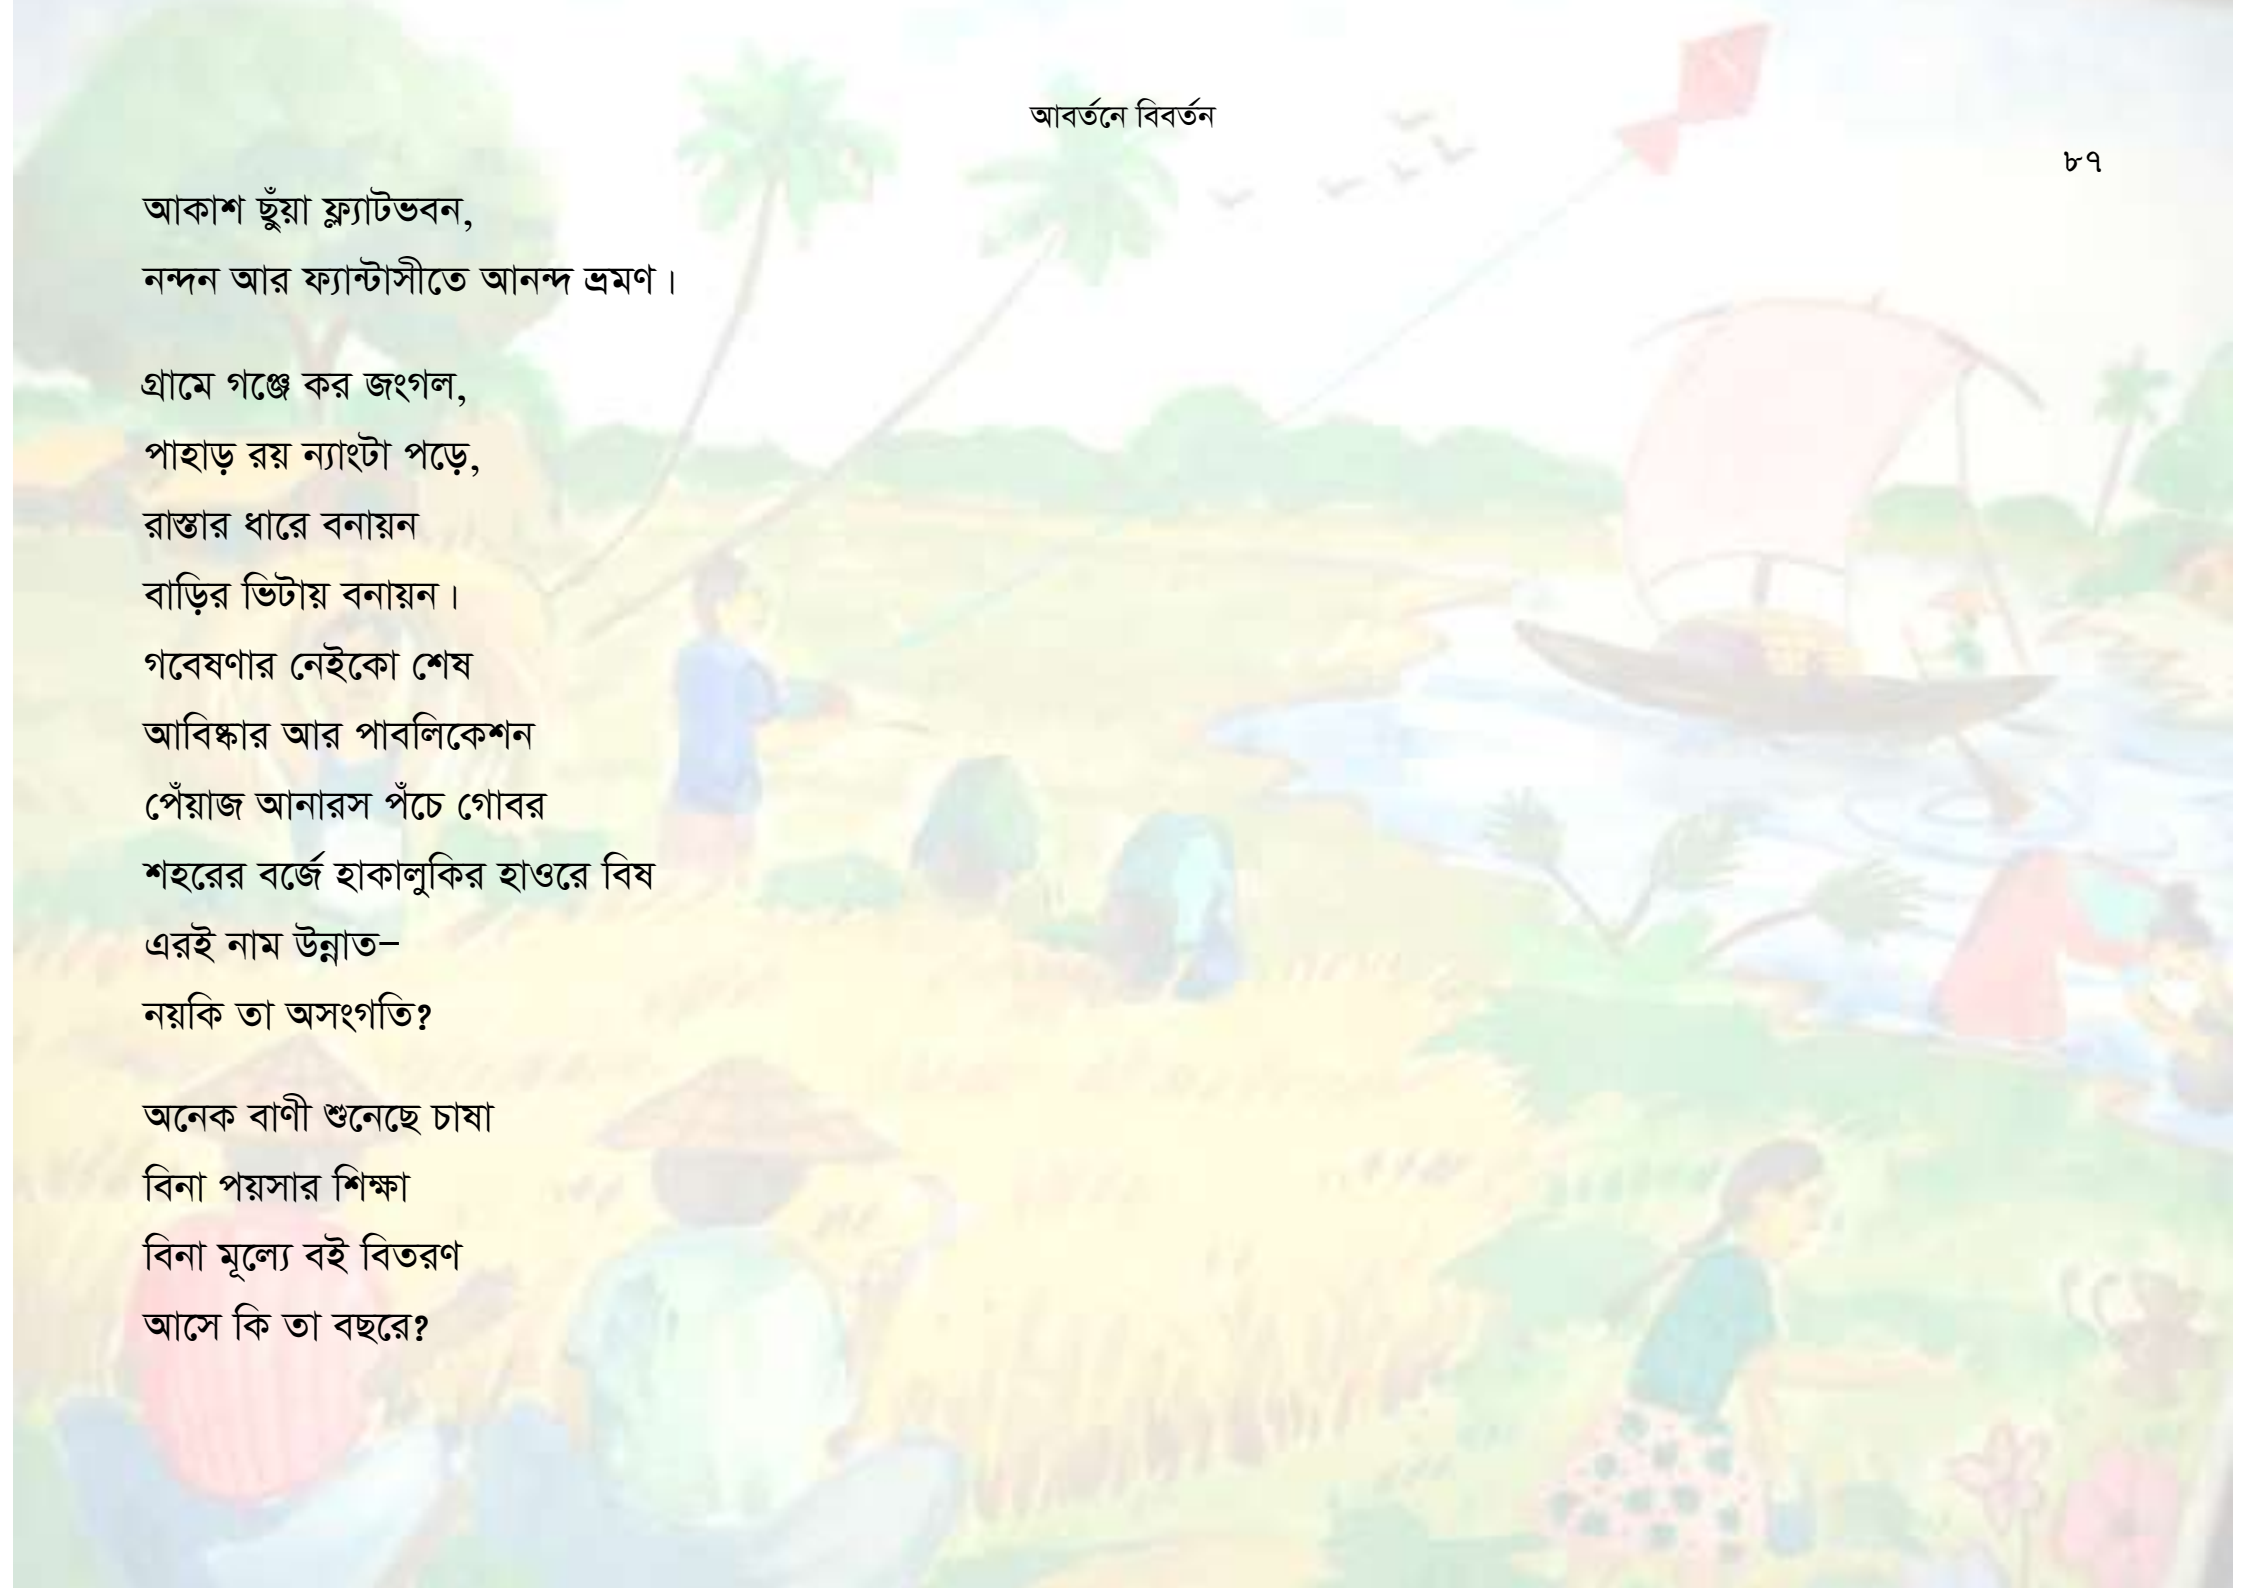 আবর্তনে বিবর্তন
৮৭
আকাশ ছুঁয়া ফ্ল্যাটভবন,
নন্দন আর ফ্যান্টাসীতে আনন্দ ভ্রমণ।
গ্রামে গঞ্জে কর জংগল,
পাহাড় রয় ন্যাংটা পড়ে,
রাস্তার ধারে বনায়ন
বাড়ির ভিটায় বনায়ন।
গবেষণার নেইকো শেষ
আবিষ্কার আর পাবলিকেশন
পেঁয়াজ আনারস পঁচে গোবর
শহরের বর্জে হাকালুকির হাওরে বিষ
এরই নাম উন্নাত–
নয়কি তা অসংগতি?
অনেক বাণী শুনেছে চাষা
বিনা পয়সার শিক্ষা
বিনা মূল্যে বই বিতরণ
আসে কি তা বছরে?